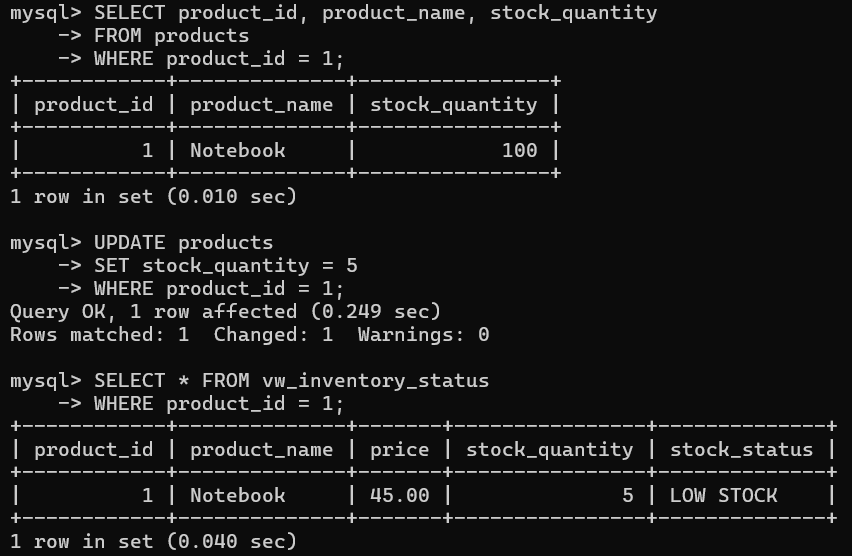 mysql> SELECT product_id, product_name, stock_quantity
    -> FROM products
    -> WHERE product_id = 1;
+------------+--------------+----------------+
| product_id | product_name | stock_quantity |
+------------+--------------+----------------+
|          1 | Notebook     |            100 |
+------------+--------------+----------------+
1 row in set (0.010 sec)

mysql> UPDATE products
    -> SET stock_quantity = 5
    -> WHERE product_id = 1;
Query OK, 1 row affected (0.249 sec)
Rows matched: 1  Changed: 1  Warnings: 0

mysql> SELECT * FROM vw_inventory_status
    -> WHERE product_id = 1;
+------------+--------------+-------+----------------+--------------+
| product_id | product_name | price | stock_quantity | stock_status |
+------------+--------------+-------+----------------+--------------+
|          1 | Notebook     | 45.00 |              5 | LOW STOCK    |
+------------+--------------+-------+----------------+--------------+
1 row in set (0.040 sec)